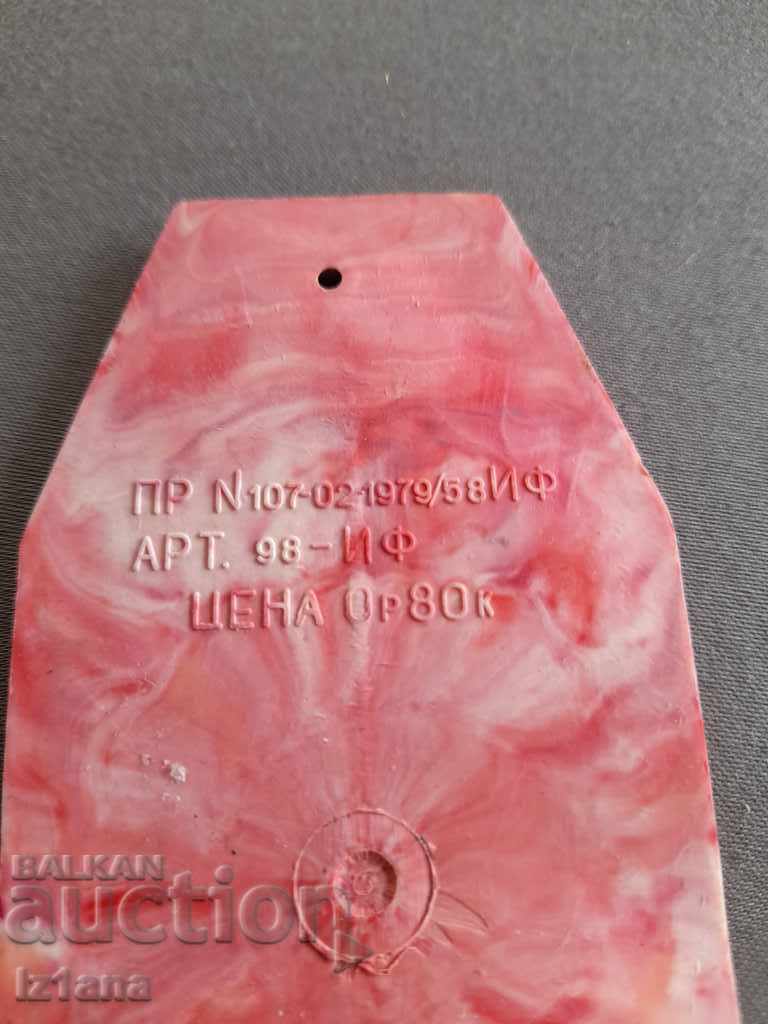 ПР N107-02-1979/58ИФ
АРТ. 98-ИФ
ЦЕНА 0р80к
BALKAN
auction
iz1ana